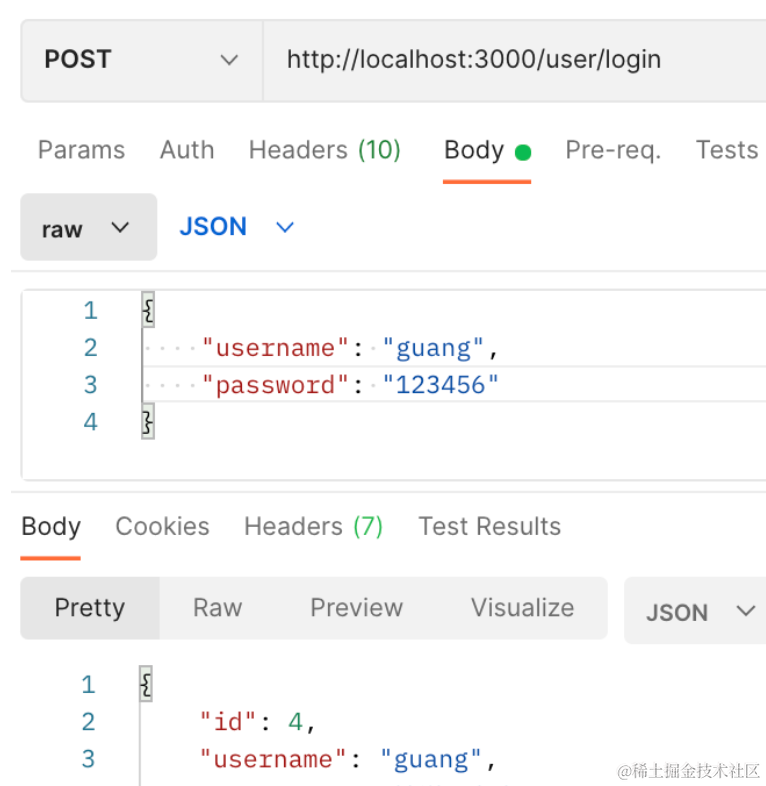 POST http://localhost:3000/user/login
Params Auth Headers (10) Body Pre-req. Tests
raw JSON
1 {
2 "username": "guang",
3 "password": "123456"
4 }
Body Cookies Headers (7) Test Results
Pretty Raw Preview Visualize JSON
1 {
2 "id": 4,
3 "username": "guang",
@稀土掘金技术社区